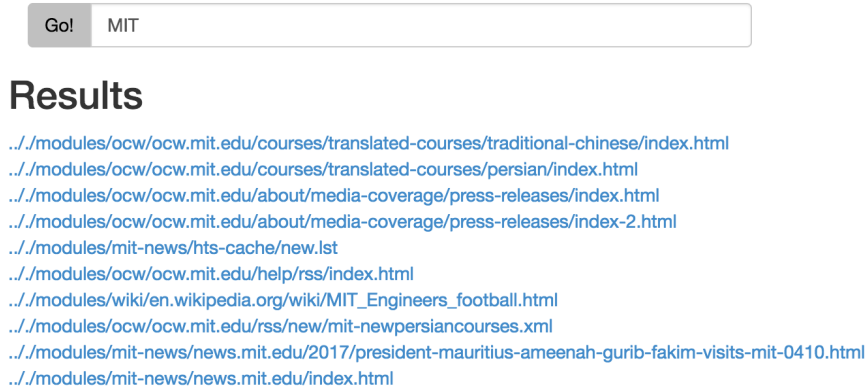 Go! MIT
Results
.././modules/ocw/ocw.mit.edu/courses/translated-courses/traditional-chinese/index.html
.././modules/ocw/ocw.mit.edu/courses/translated-courses/persian/index.html
.././modules/ocw/ocw.mit.edu/about/media-coverage/press-releases/index.html
.././modules/ocw/ocw.mit.edu/about/media-coverage/press-releases/index-2.html
.././modules/mit-news/hts-cache/new.lst
.././modules/ocw/ocw.mit.edu/help/rss/index.html
.././modules/wiki/en.wikipedia.org/wiki/MIT_Engineers_football.html
.././modules/ocw/ocw.mit.edu/rss/new/mit-newpersiancourses.xml
.././modules/mit-news/news.mit.edu/2017/president-mauritius-ameenah-gurib-fakim-visits-mit-0410.html
.././modules/mit-news/news.mit.edu/index.html